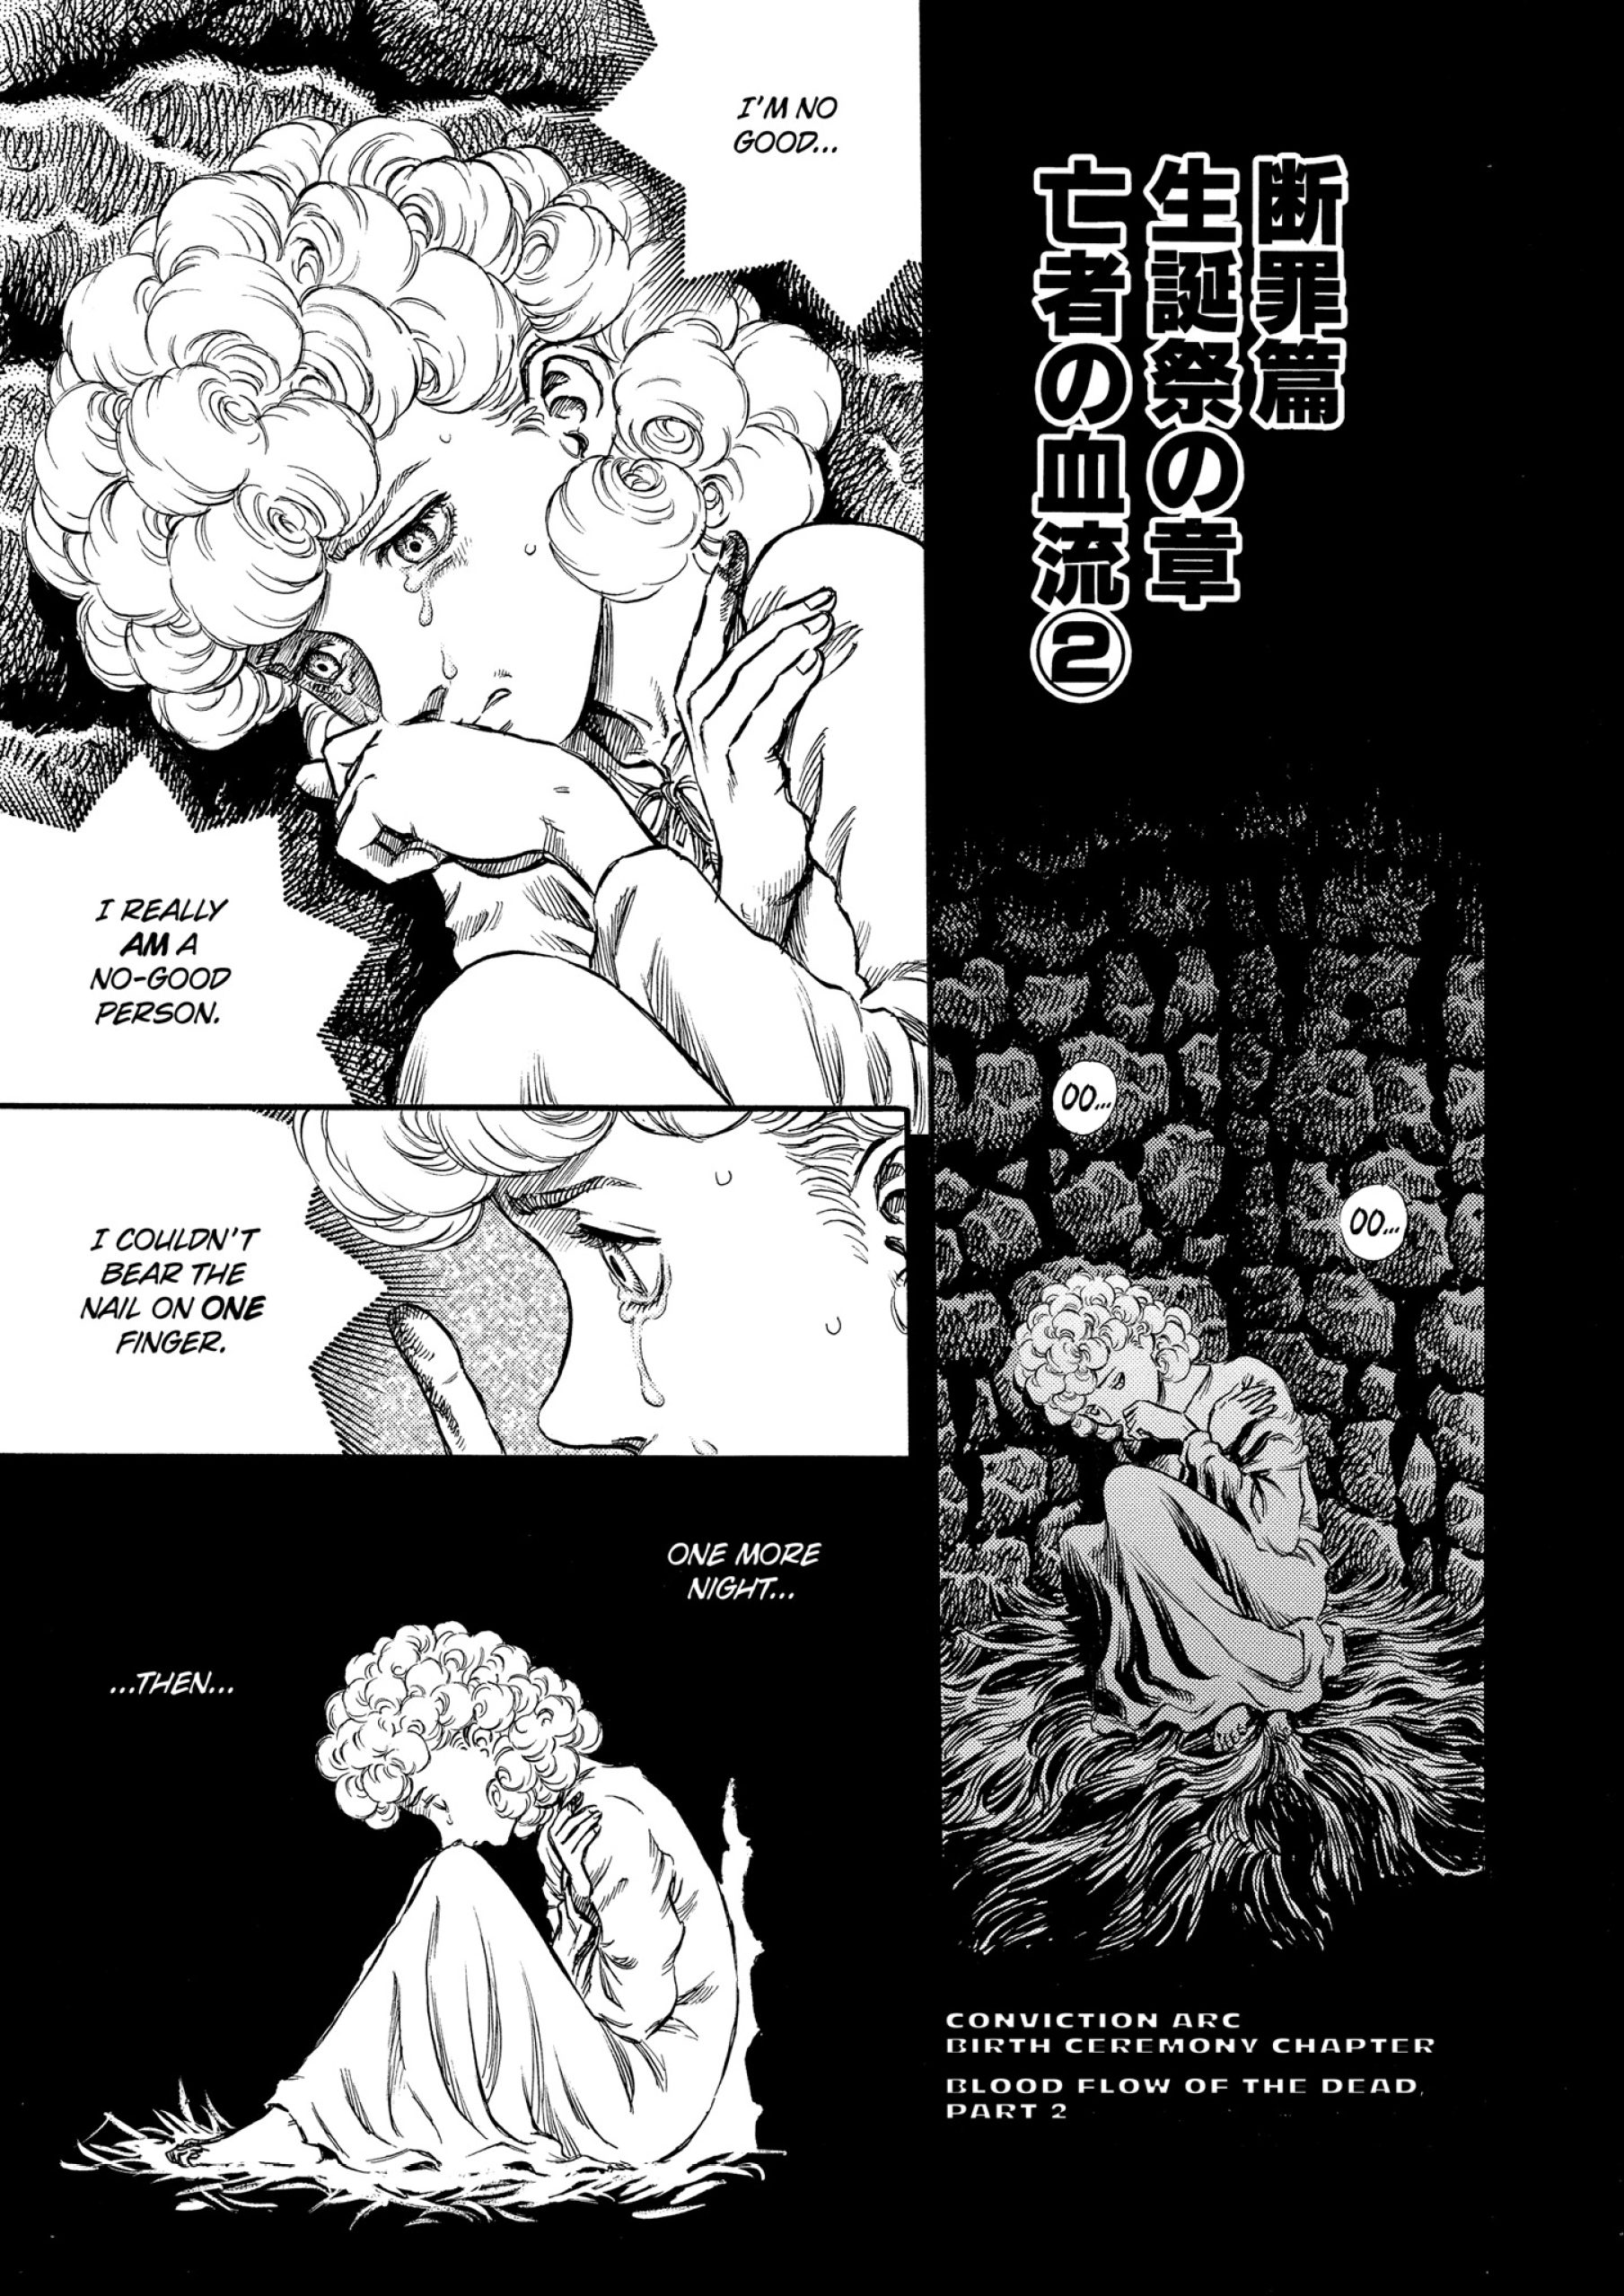 断罪篇
生誕祭の章
亡者の血流②
OO...
OO...
CONVICTION ARC
BIRTH CEREMONY CHAPTER
BLOOD FLOW OF THE DEAD,
PART 2
I'M NO
GOOD...
I REALLY
AM A
NO-GOOD
PERSON.
I COULDN'T
BEAR THE
NAIL ON ONE
FINGER.
ONE MORE
NIGHT...
...THEN...